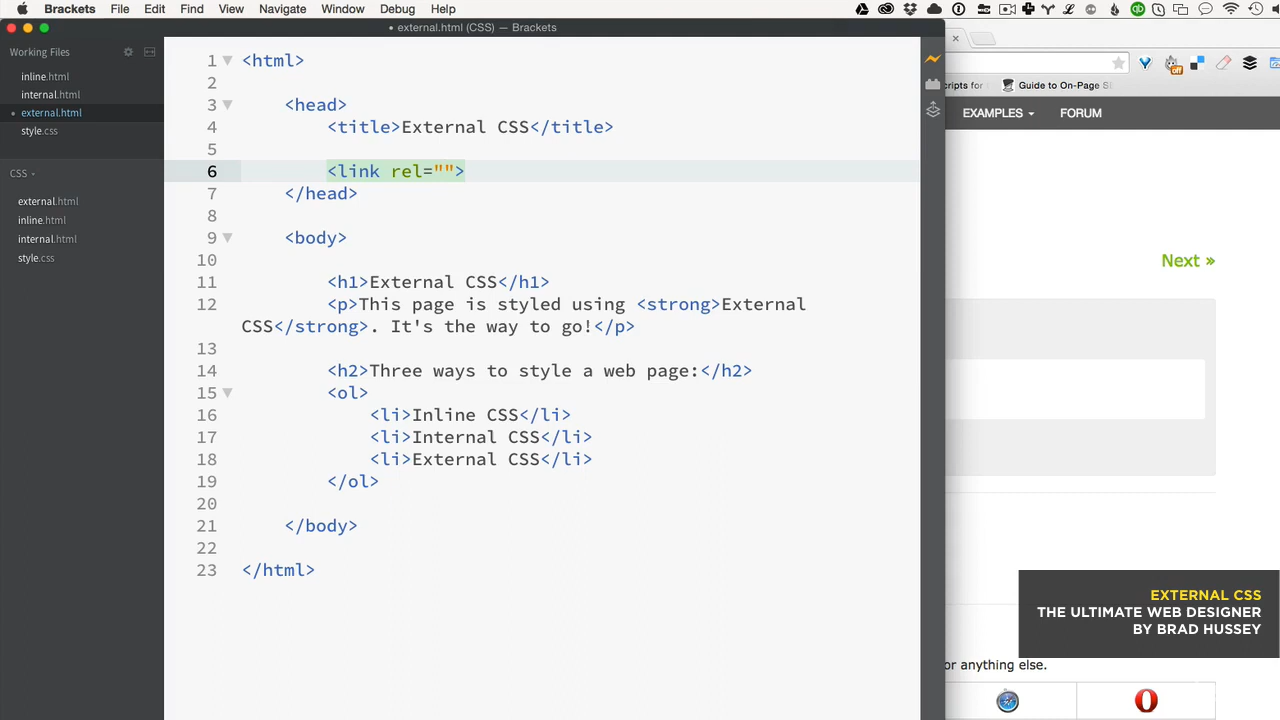 Brackets File Edit Find View Navigate Window Debug Help
• external.html (CSS) — Brackets
Working Files
inline.html
internal.html
• external.html
style.css
CSS
external.html
inline.html
internal.html
style.css
1 <html>
2
3 <head>
4 <title>External CSS</title>
5
6 <link rel="">
7 </head>
8
9 <body>
10
11 <h1>External CSS</h1>
12 <p>This page is styled using <strong>External
CSS</strong>. It's the way to go!</p>
13
14 <h2>Three ways to style a web page:</h2>
15 <ol>
16 <li>Inline CSS</li>
17 <li>Internal CSS</li>
18 <li>External CSS</li>
19 </ol>
20
21 </body>
22
23 </html>
off
cripts for
Guide to On-Page
EXAMPLES FORUM
Next »
EXTERNAL CSS
THE ULTIMATE WEB DESIGNER
BY BRAD HUSSEY
or anything else.